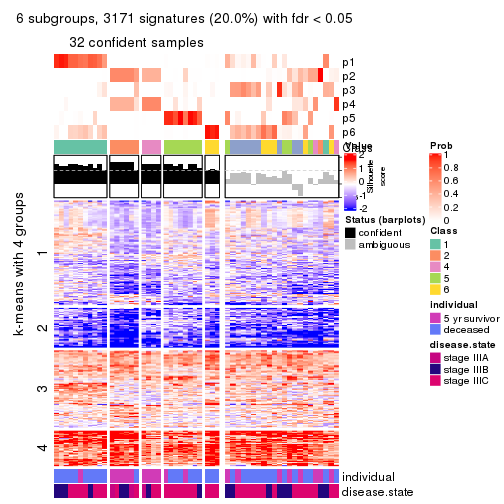 6 subgroups, 3171 signatures (20.0%) with fdr < 0.05
32 confident samples
p1
p2
p3
p4
p5
p6
Class
Silhouette
score
k-means with 4 groups
1
2
3
4
individual
disease.state
Value
2
1
0
-1
-2
Status (barplots)
confident
ambiguous
Prob
1
0.8
0.6
0.4
0.2
0
Class
1
2
4
5
6
individual
5 yr survivor
deceased
disease.state
stage IIIA
stage IIIB
stage IIIC